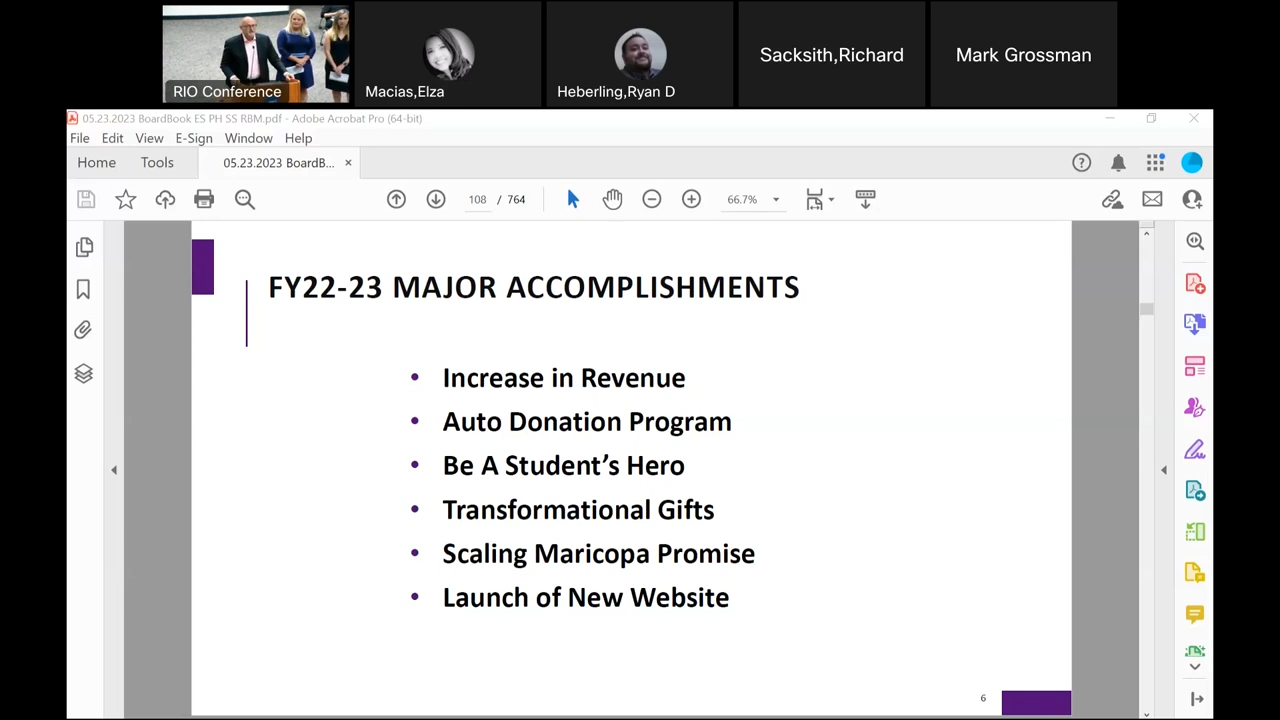 Sacksith,Richard
Mark Grossman
RIO Conference
Macias,Elza
Heberling,Ryan D
05.23.2023 BoardBook ES PH SS RBM.pdf - Adobe Acrobat Pro (64-bit)
File Edit View E-Sign Window Help
Home Tools 05.23.2023 BoardB... ×
108 / 764 66.7%
FY22-23 MAJOR ACCOMPLISHMENTS
• Increase in Revenue
• Auto Donation Program
• Be A Student's Hero
• Transformational Gifts
• Scaling Maricopa Promise
• Launch of New Website
6